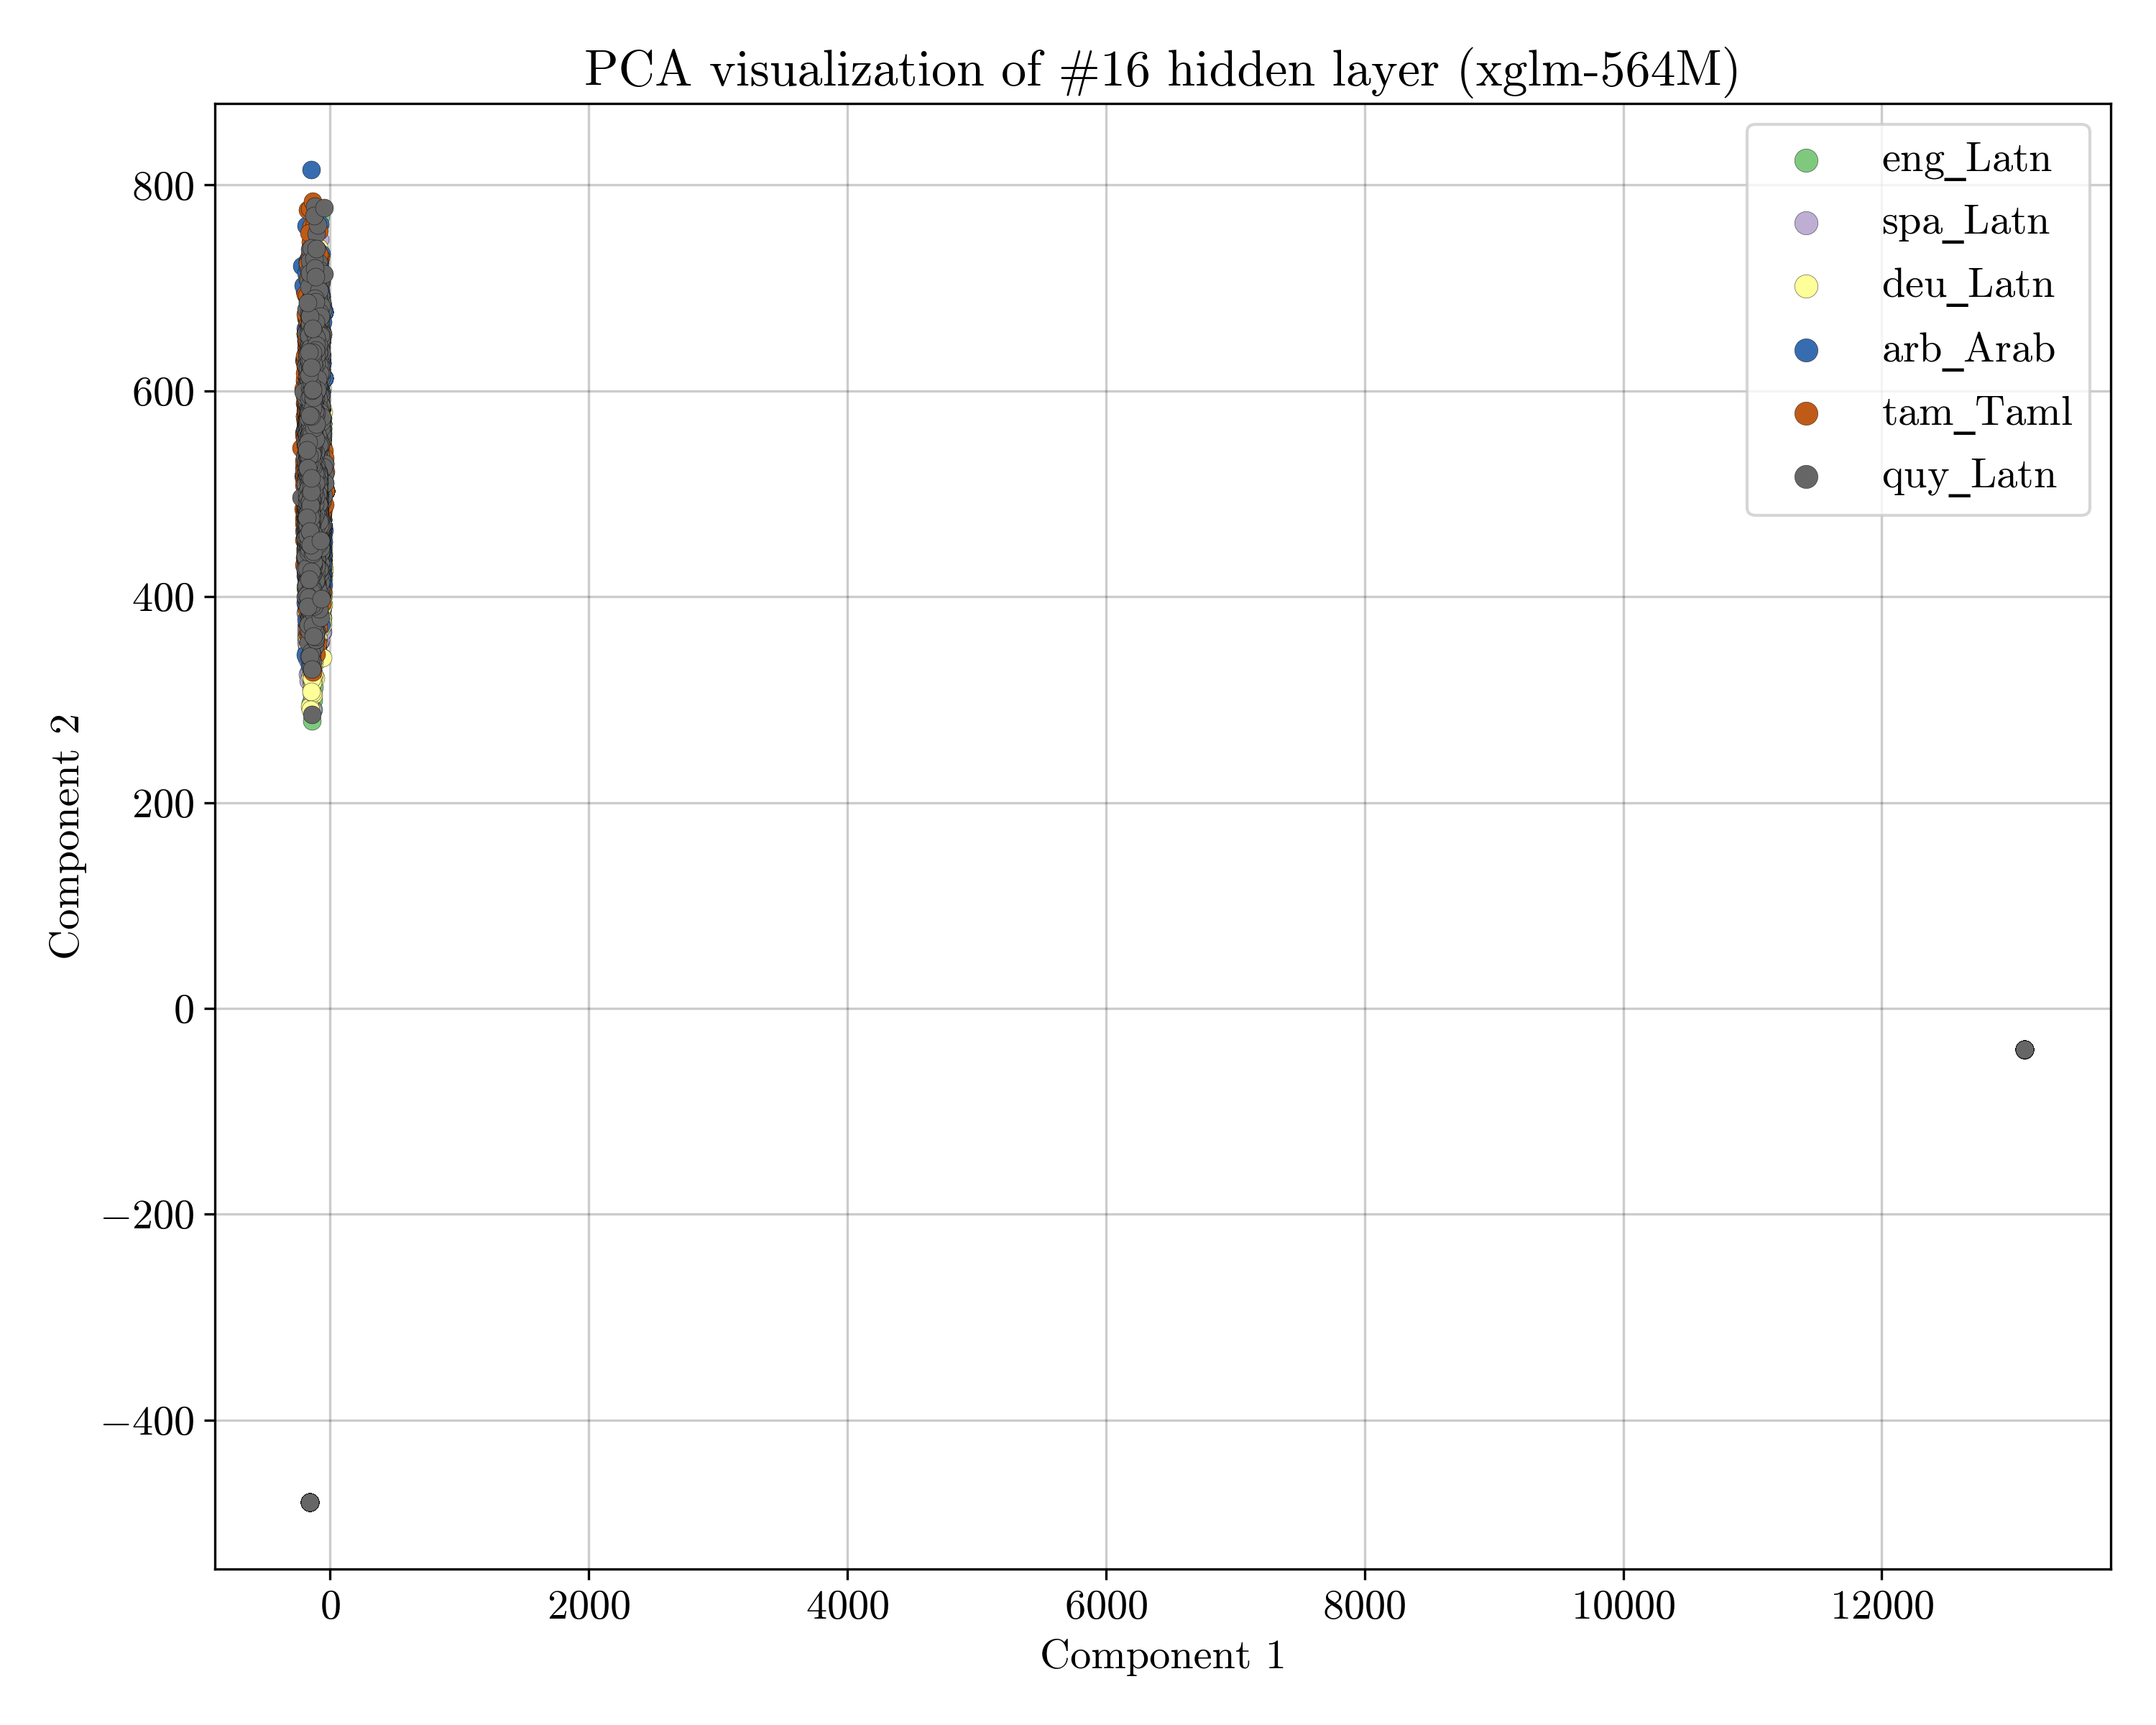 PCA visualization of #16 hidden layer (xglm-564M)
eng_Latn
spa_Latn
deu_Latn
arb_Arab
tam_Taml
quy_Latn
Component 2
800
600
400
200
0
−200
−400
0 2000 4000 6000 8000 10000 12000
Component 1